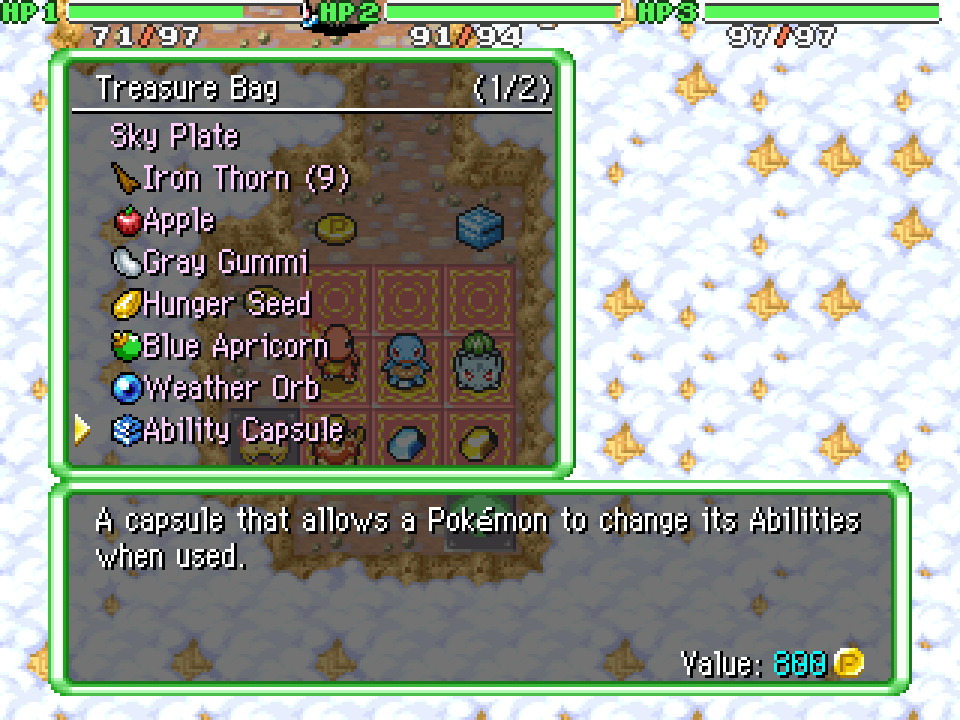 HP1 HP2 HP3
71/97 91/94 97/97
Treasure Bag (1/2)
Sky Plate
Iron Thorn (9)
Apple
Gray Gummi
Hunger Seed
Blue Apricorn
Weather Orb
Ability Capsule
A capsule that allows a Pokémon to change its Abilities
when used.
Value: 800